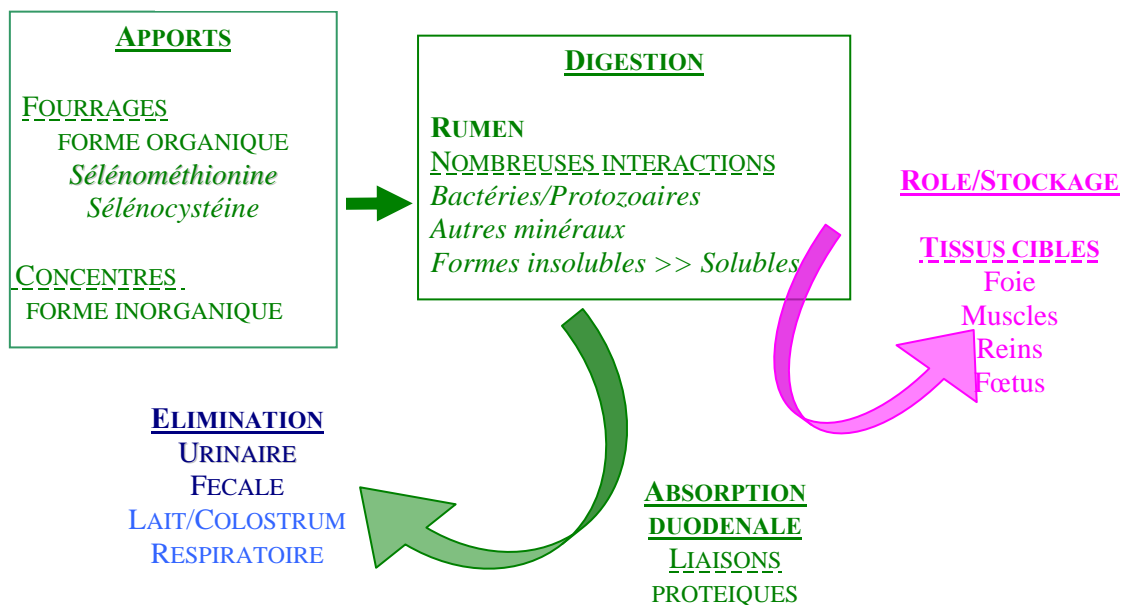 APPORTS
FOURRAGES
FORME ORGANIQUE
Sélénométhionine
Sélénocystéine
CONCENTRES
FORME INORGANIQUE
DIGESTION
RUMEN
NOMBREUSES INTERACTIONS
Bactéries/Protozoaires
Autres minéraux
Formes insolubles >> Solubles
ROLE/STOCKAGE
TISSUS CIBLES
Foie
Muscles
Reins
Fœtus
ELIMINATION
URINAIRE
FECALE
LAIT/COLOSTRUM
RESPIRATOIRE
ABSORPTION
DUODENALE
LIAISONS
PROTEIQUES